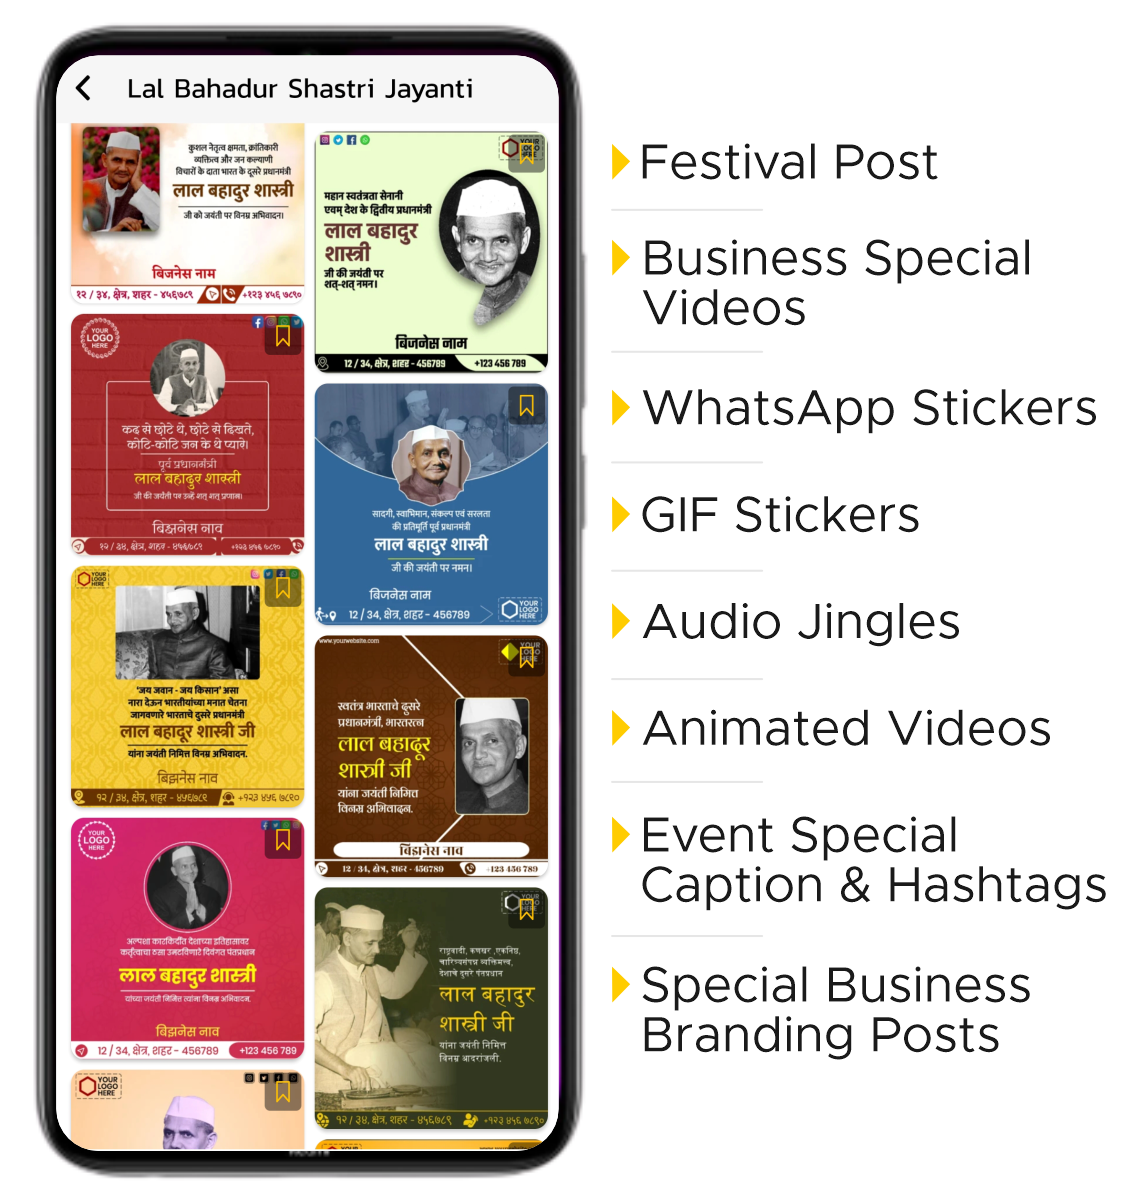 Lal Bahadur Shastri Jayanti
कुशल नेतृत्व क्षमता, क्रांतिकारी
व्यक्तित्व और जन कल्याणी
विचारों के दाता भारत के दूसरे प्रधानमंत्री
लाल बहादुर शास्त्री
जी को जयंती पर विनम्र अभिवादन।
बिजनेस नाम
१२ / ३४, क्षेत्र, शहर - ४५६७८९
+१२३ ४५६ ७८९०
YOUR
LOGO
HERE
कद से छोटे थे, छोटे से दिखते,
कोटि-कोटि जन के थे प्यारे।
पूर्व प्रधानमंत्री
लाल बहादुर शास्त्री
जी की जयंती पर उन्हें शत् शत् प्रणाम।
बिझनेस नाव
१२ / ३४, क्षेत्र, शहर - ४५६७८९
+१२३ ४५६ ७८९०
YOUR
LOGO
HERE
'जय जवान - जय किसान' असा
नारा देऊन भारतीयांच्या मनात चेतना
जागवणारे भारताचे दुसरे प्रधानमंत्री
लाल बहादूर शास्त्री जी
यांना जयंती निमित्त विनम्र अभिवादन.
बिझनेस नाव
१२ / ३४, क्षेत्र, शहर - ४५६७८९
+१२३ ४५६ ७८९०
YOUR
LOGO
HERE
अल्पशा कारकिर्दीत देशाच्या इतिहासावर
कर्तृत्वाचा ठसा उमटविणारे दिवंगत पंतप्रधान
लाल बहादुर शास्त्री
यांच्या जयंती निमित्त त्यांना विनम्र अभिवादन.
बिझनेस नाव
12 / 34, क्षेत्र, शहर - 456789
+123 456 789
YOUR
LOGO
HERE
महान स्वतंत्रता सेनानी
एवम् देश के द्वितीय प्रधानमंत्री
लाल बहादुर
शास्त्री
जी की जयंती पर
शत्-शत् नमन।
बिजनेस नाम
12 / 34, क्षेत्र, शहर - 456789
+123 456 789
सादगी, स्वाभिमान, संकल्प एवं सरलता
की प्रतिमूर्ति पूर्व प्रधानमंत्री
लाल बहादुर शास्त्री
जी की जयंती पर नमन।
बिजनेस नाम
12 / 34, क्षेत्र, शहर - 456789
YOUR
LOGO
HERE
www.yourwebsite.com
स्वतंत्र भारताचे दुसरे
प्रधानमंत्री, भारतरत्न
लाल बहादूर
शास्त्री जी
यांना जयंती निमित्त
विनम्र अभिवादन.
बिझनेस नाव
12 / 34, क्षेत्र, शहर - 456789
+123 456 789
राष्ट्रवादी, कणखर ,एकनिष्ठ,
चारित्र्यसंपन्न व्यक्तिमत्त्व,
देशाचे दुसरे पंतप्रधान
लाल बहादुर
शास्त्री जी
यांना जयंती निमित्त
विनम्र आदरांजली.
१२ / ३४, क्षेत्र, शहर - ४५६७८९
+१२३ ४५६ ७८९०
Festival Post
Business Special
Videos
WhatsApp Stickers
GIF Stickers
Audio Jingles
Animated Videos
Event Special
Caption & Hashtags
Special Business
Branding Posts